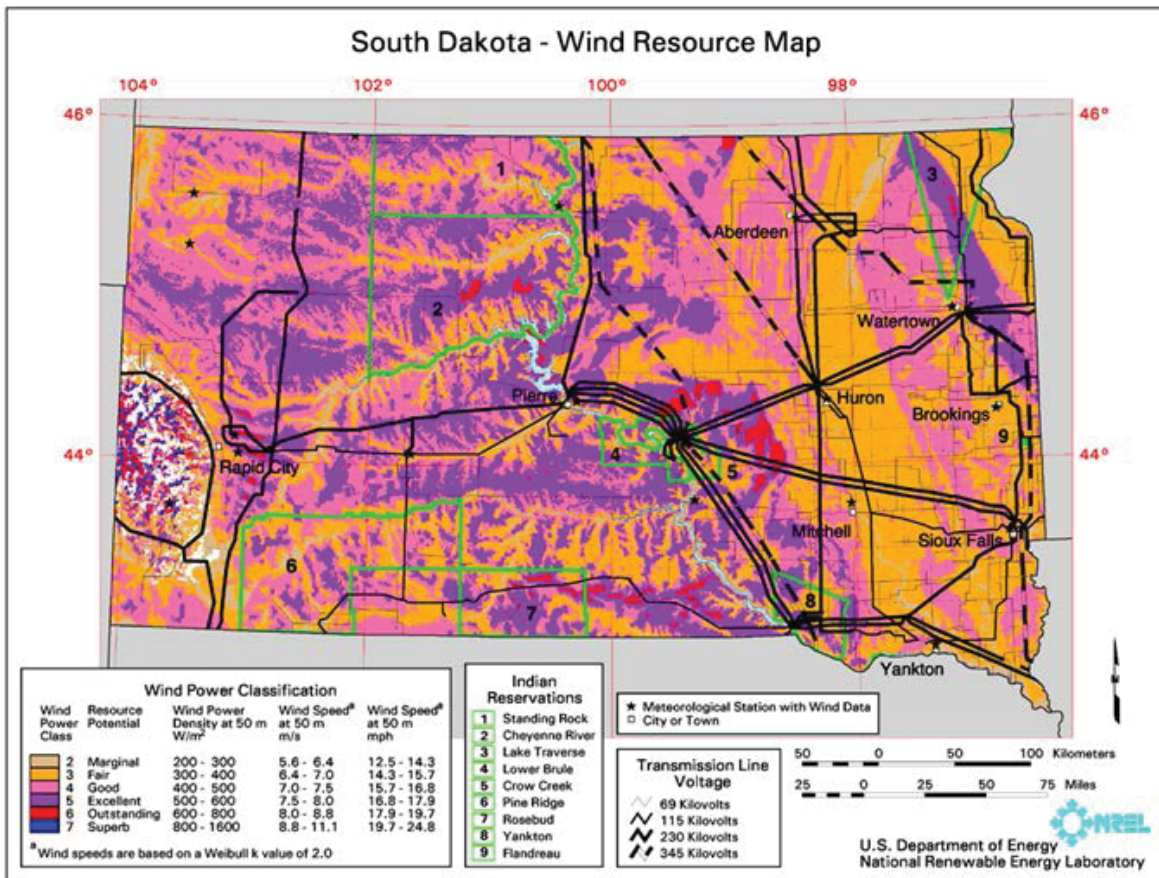 South Dakota - Wind Resource Map
104°
102°
100°
98°
46°
46°
1
3
Aberdeen
2
Watertown
Pierre
Huron
Brookings
9
44°
44°
Rapid City
4
5
Mitchell
Sioux Falls
6
7
8
Yankton
Wind Power Classification
Wind Power Class Resource Potential Wind Power Density at 50 m W/m² Wind Speedᵃ at 50 m m/s Wind Speedᵃ at 50 m mph
2 Marginal 200 - 300 5.6 - 6.4 12.5 - 14.3
3 Fair 300 - 400 6.4 - 7.0 14.3 - 15.7
4 Good 400 - 500 7.0 - 7.5 15.7 - 16.8
5 Excellent 500 - 600 7.5 - 8.0 16.8 - 17.9
6 Outstanding 600 - 800 8.0 - 8.8 17.9 - 19.7
7 Superb 800 - 1600 8.8 - 11.1 19.7 - 24.8
ᵃ Wind speeds are based on a Weibull k value of 2.0
Indian
Reservations
1 Standing Rock
2 Cheyenne River
3 Lake Traverse
4 Lower Brule
5 Crow Creek
6 Pine Ridge
7 Rosebud
8 Yankton
9 Flandreau
Meteorological Station with Wind Data
City or Town
Transmission Line
Voltage
69 Kilovolts
115 Kilovolts
230 Kilovolts
345 Kilovolts
50 0 50 100 Kilometers
25 0 25 50 75 Miles
NREL
U.S. Department of Energy
National Renewable Energy Laboratory